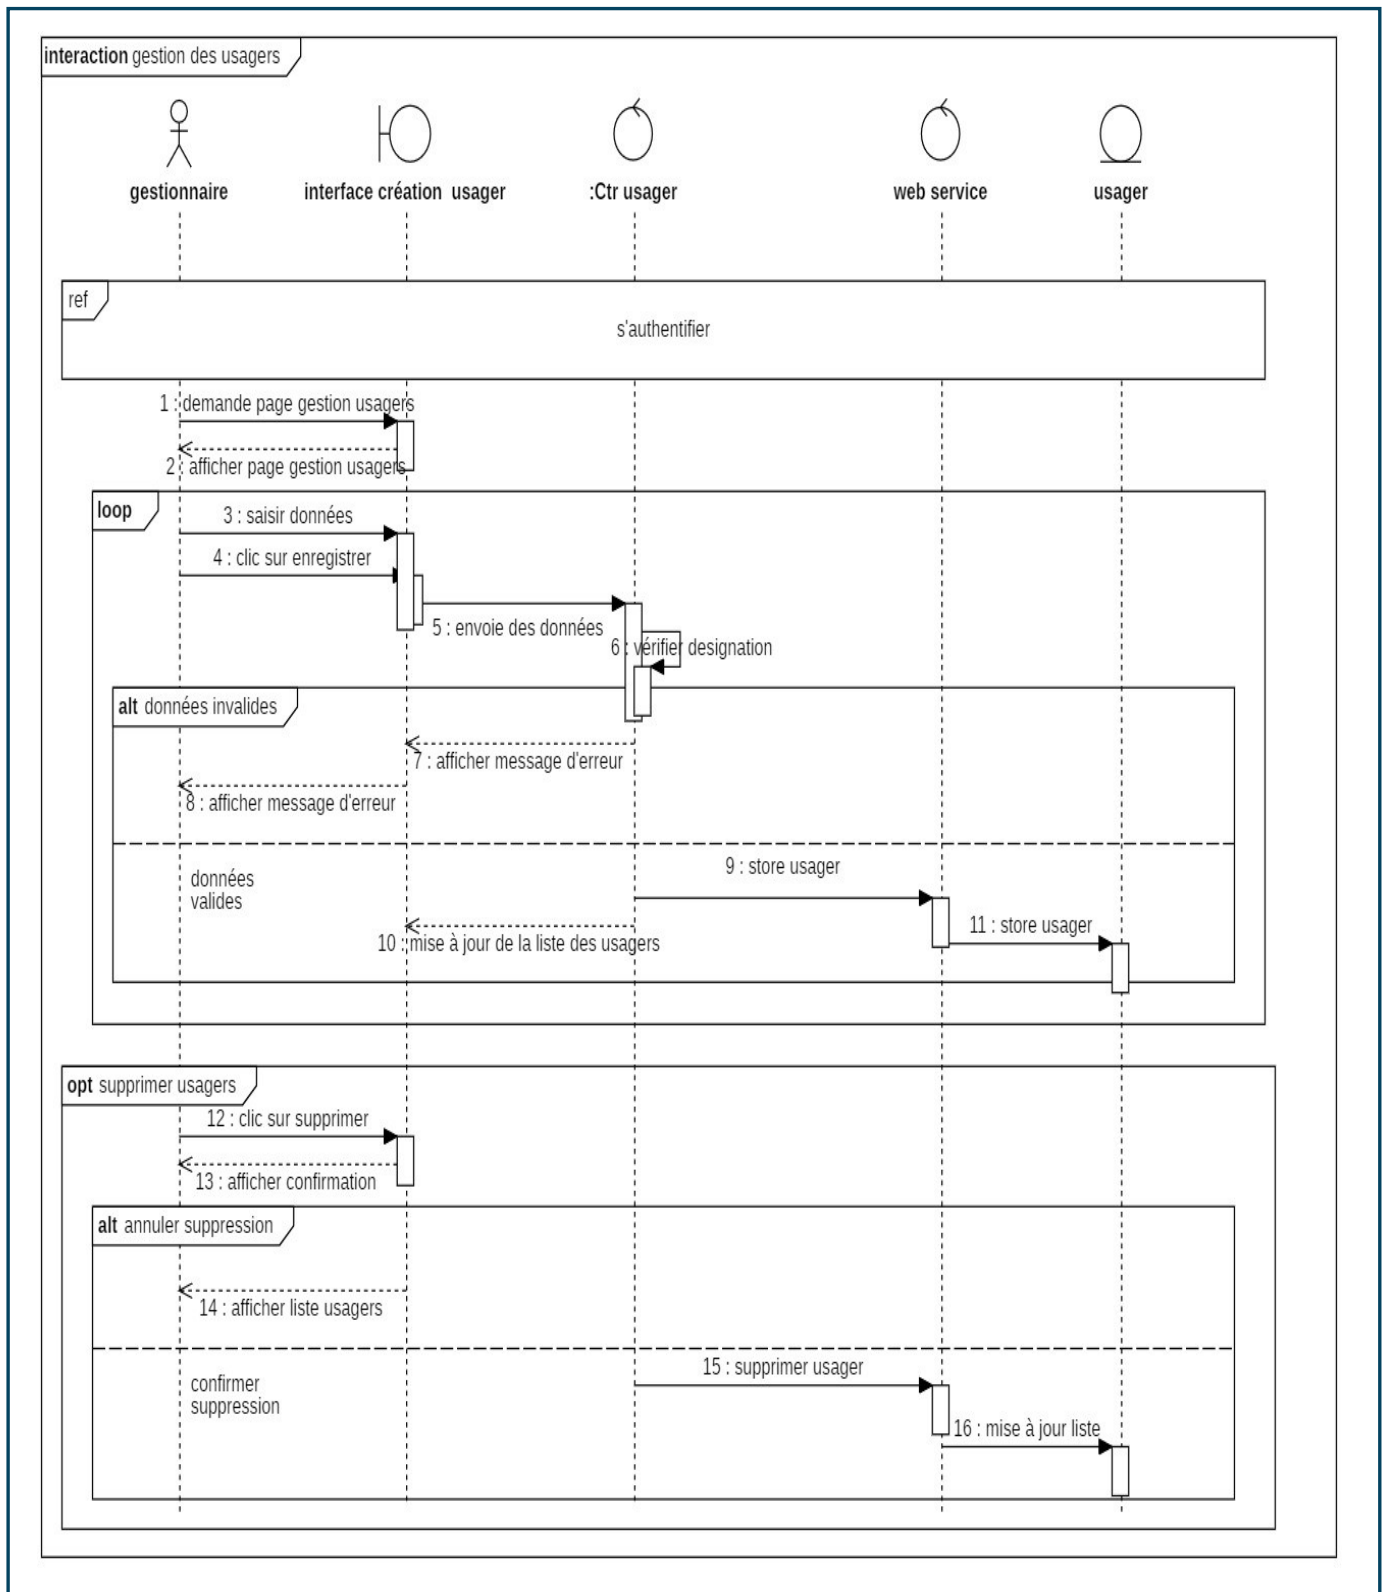 interaction gestion des usagers
gestionnaire
interface création usager
:Ctr usager
web service
usager
ref
s'authentifier
1 : demande page gestion usagers
2 : afficher page gestion usagers
loop
3 : saisir données
4 : clic sur enregistrer
5 : envoie des données
6 : vérifier designation
alt données invalides
7 : afficher message d'erreur
8 : afficher message d'erreur
données
valides
9 : store usager
10 : mise à jour de la liste des usagers
11 : store usager
opt supprimer usagers
12 : clic sur supprimer
13 : afficher confirmation
alt annuler suppression
14 : afficher liste usagers
confirmer
suppression
15 : supprimer usager
16 : mise à jour liste